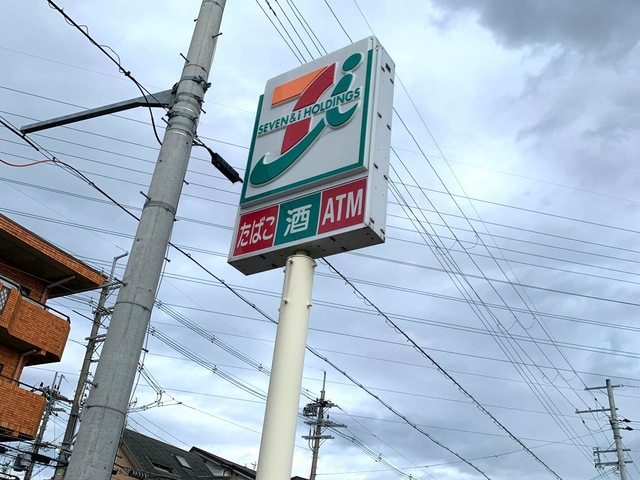 SEVEN & i HOLDINGS
たばこ 酒 ATM